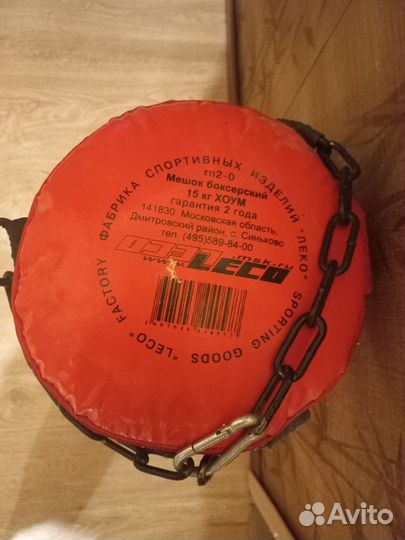 ФАБРИКА СПОРТИВНЫХ ИЗДЕЛИЙ "ЛЕКО"
гп2-0
Мешок боксерский
15 кг ХОУМ
гарантия 2 года
141830. Московская область,
Дмитровский район, с. Синьково
тел. (495)589-84-00
www.LECO.msk.ru
SPORTING GOODS "LECO" FACTORY
Avito